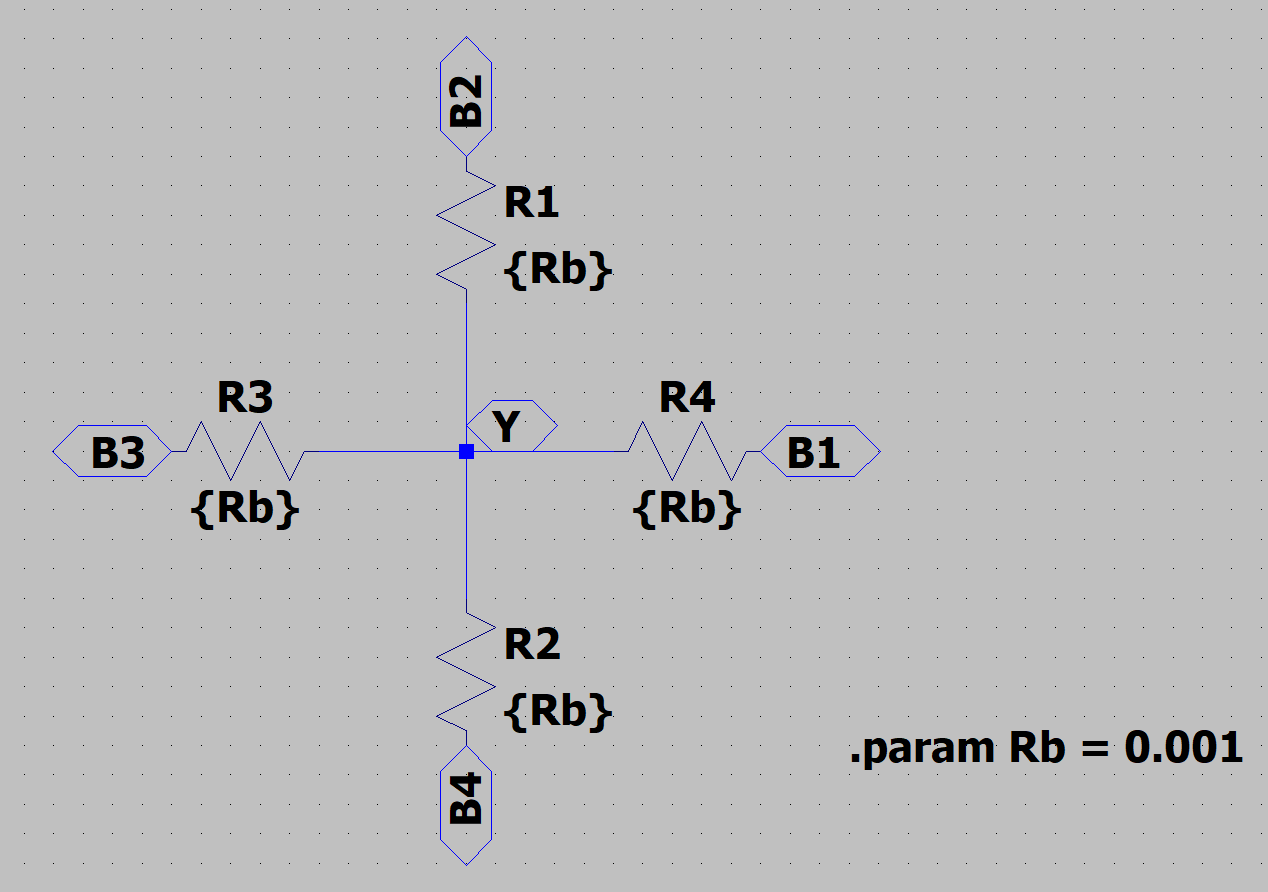 B2
R1
{Rb}
R3
R4
Y
B3
B1
{Rb}
{Rb}
R2
{Rb}
.param Rb = 0.001
B4